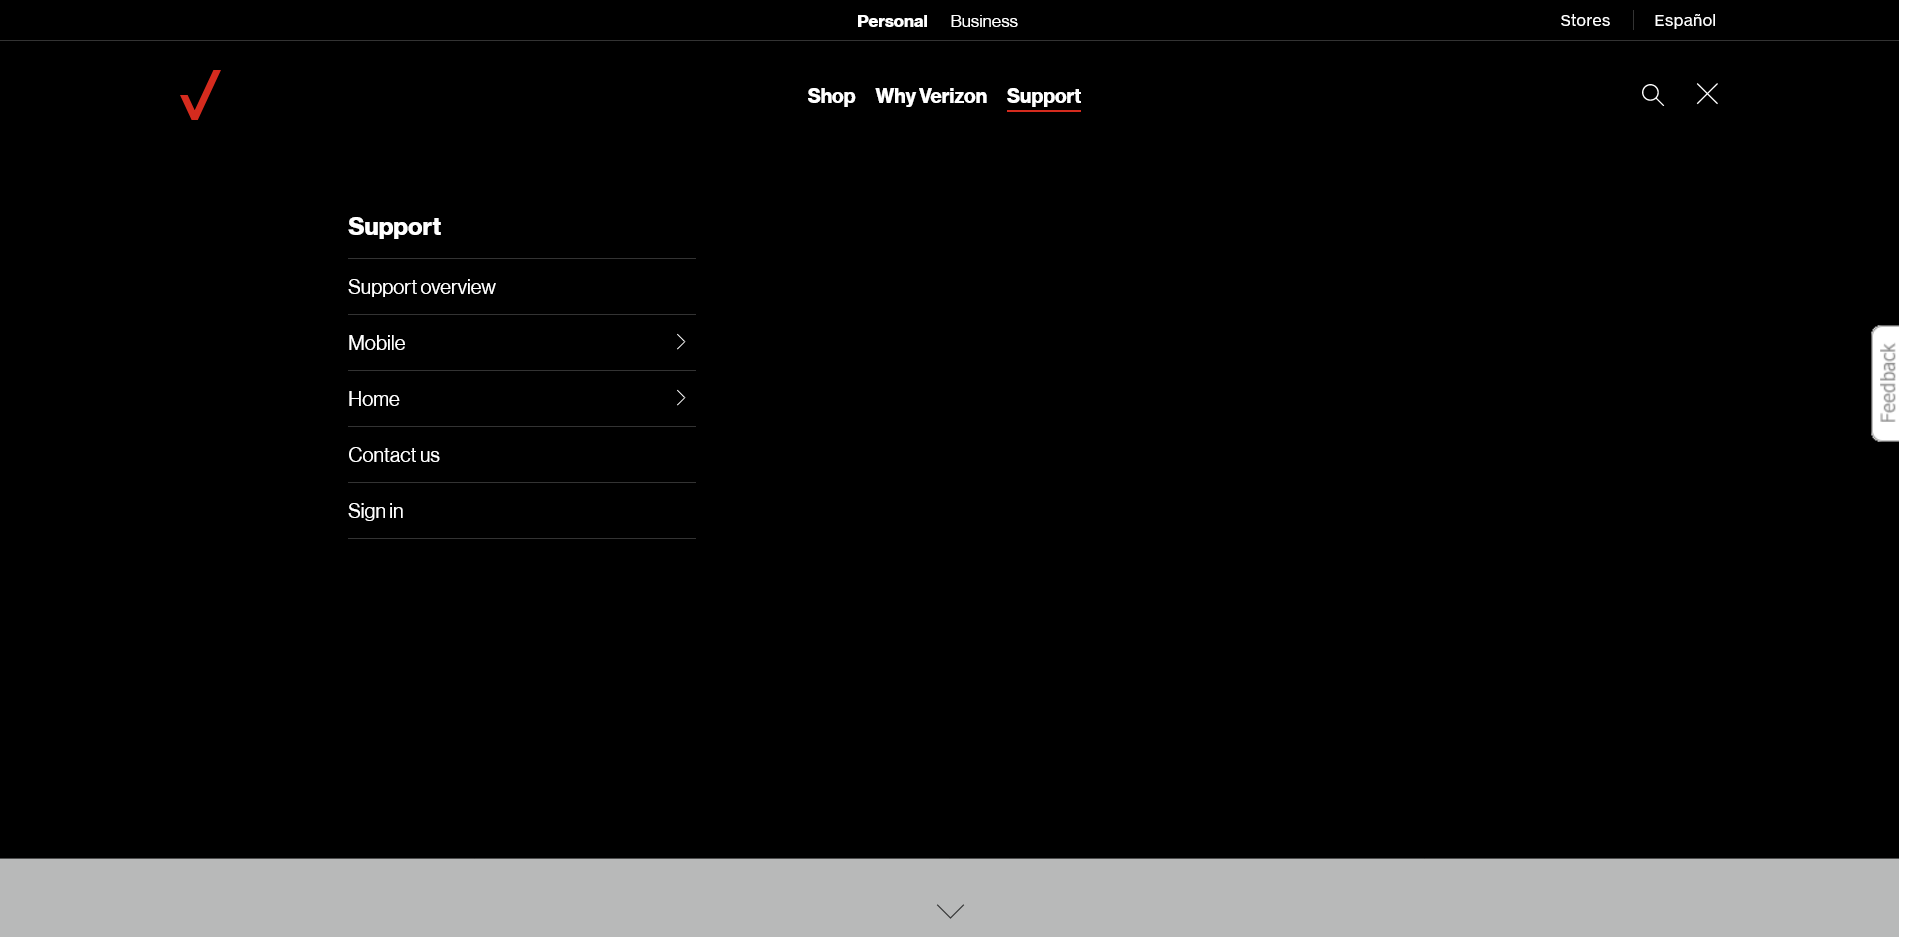 Personal Business Stores Español
Shop Why Verizon Support
Support
Support overview
Mobile
Home
Contact us
Sign in
Feedback